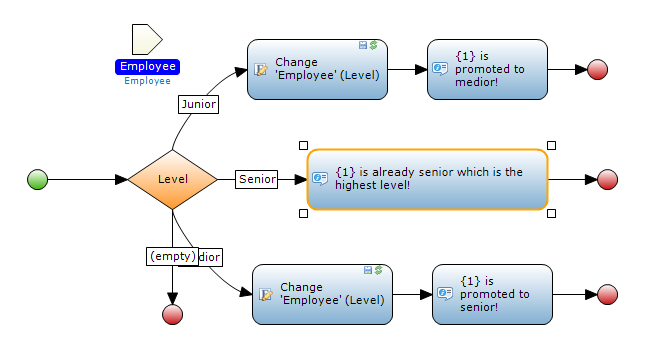 Employee
Employee
Change
'Employee' (Level)
{1} is
promoted to
medior!
Junior
Level
Senior
{1} is already senior which is the
highest level!
(empty)
Change
'Employee' (Level)
{1} is
promoted to
senior!